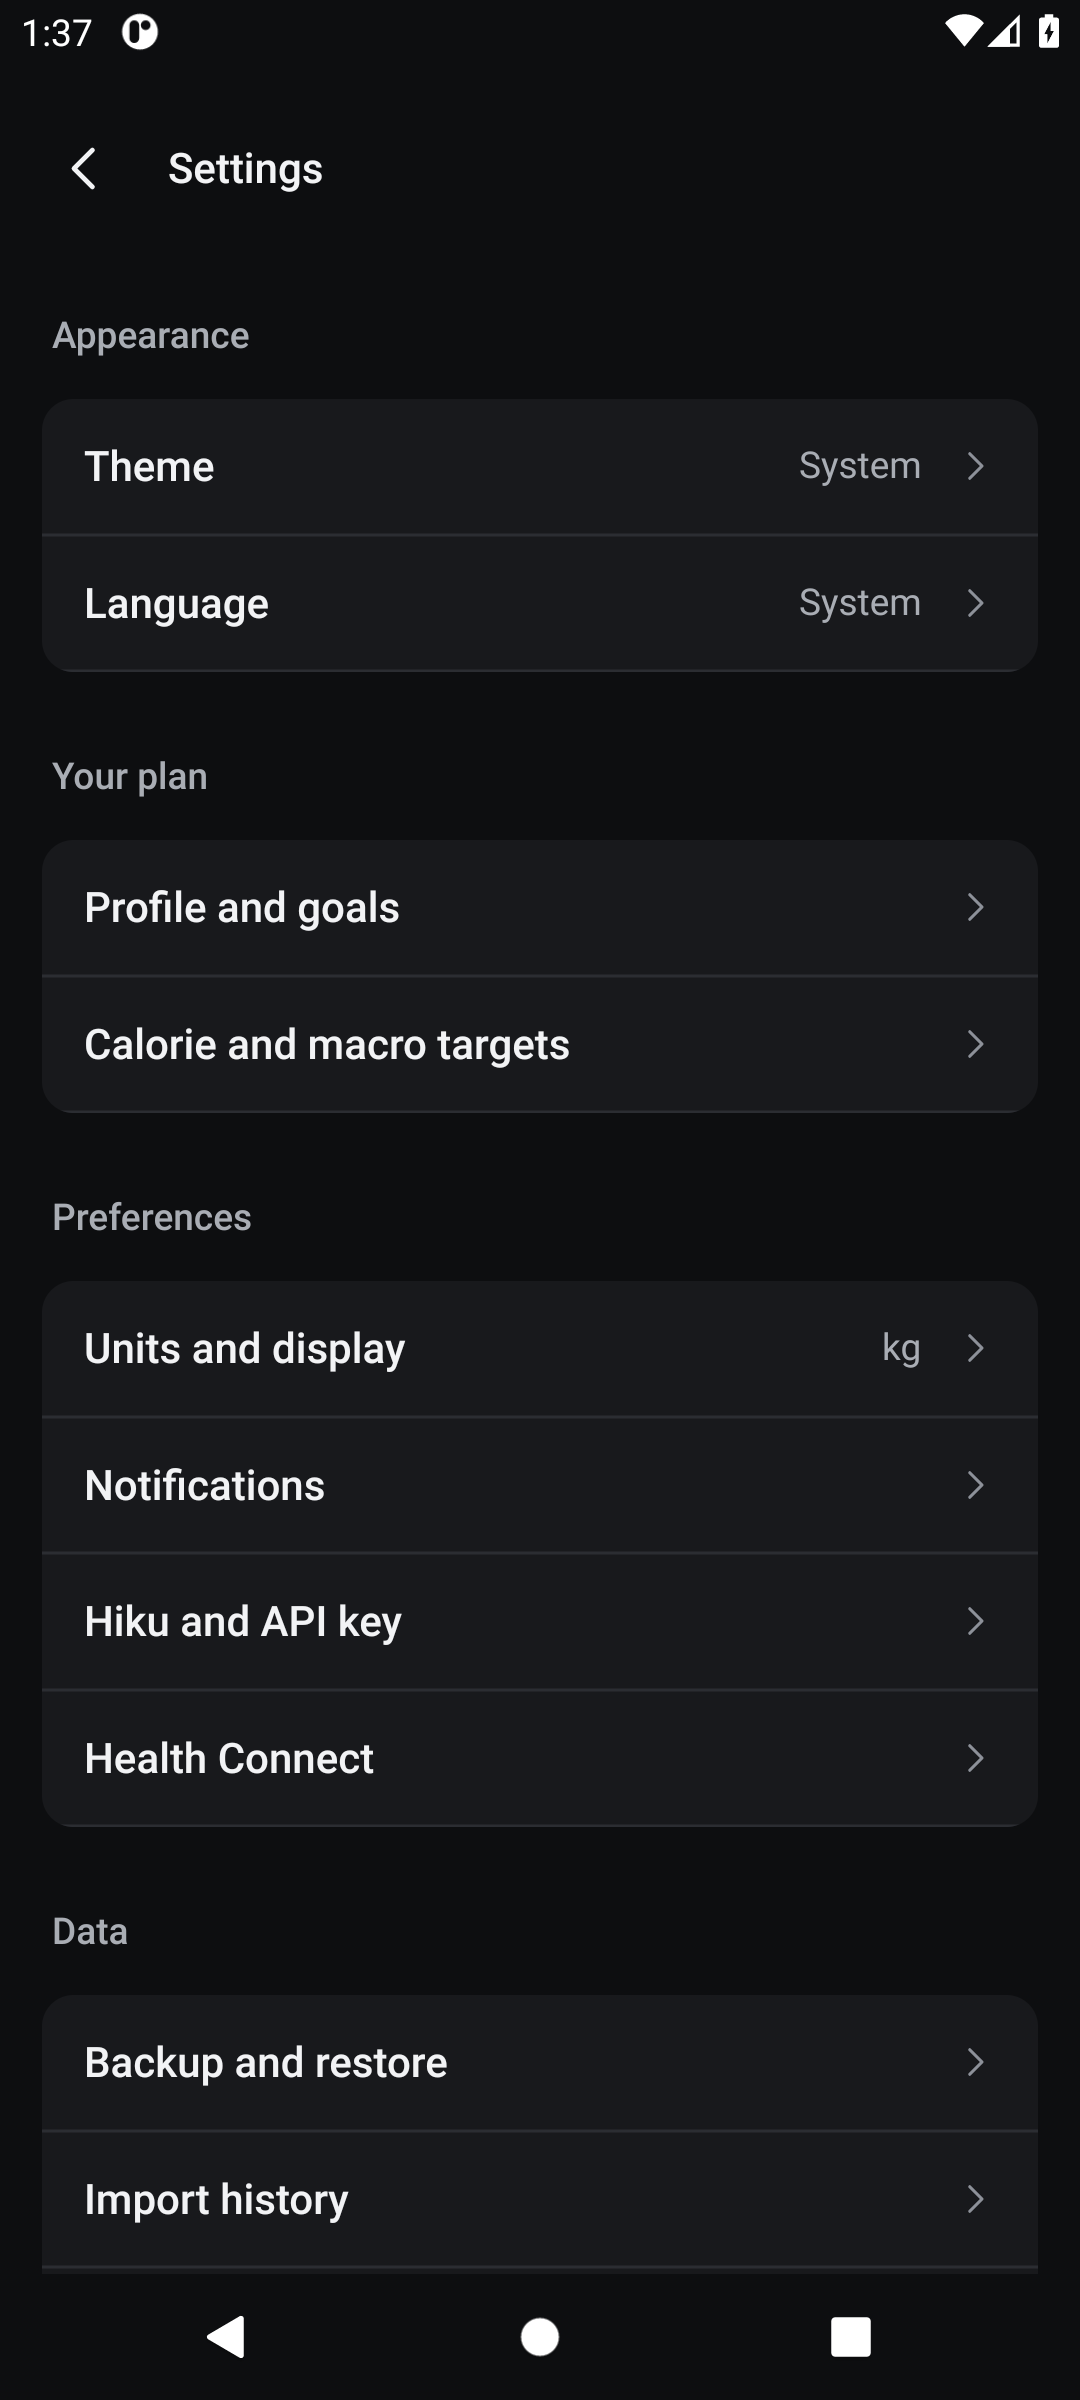 1:37
Settings
Appearance
Theme System
Language System
Your plan
Profile and goals
Calorie and macro targets
Preferences
Units and display kg
Notifications
Hiku and API key
Health Connect
Data
Backup and restore
Import history